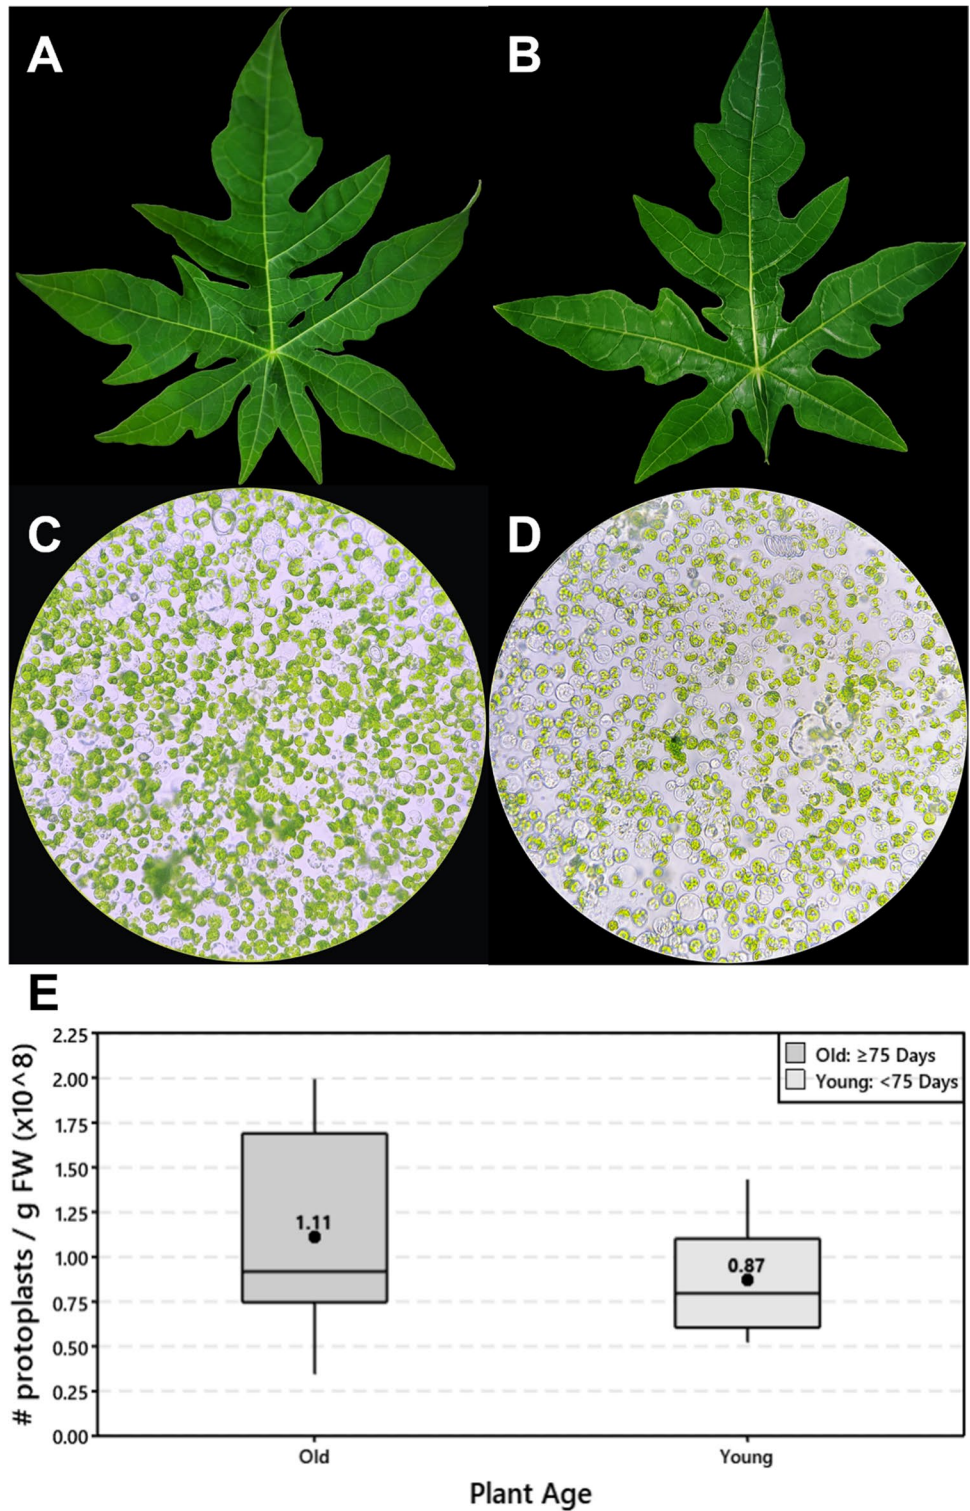 A
B
C
D
E
# protoplasts / g FW (x10^8)
2.25
2.00
1.75
1.50
1.25
1.00
0.75
0.50
0.25
0.00
Old: ≥75 Days
Young: <75 Days
1.11
0.87
Old
Young
Plant Age